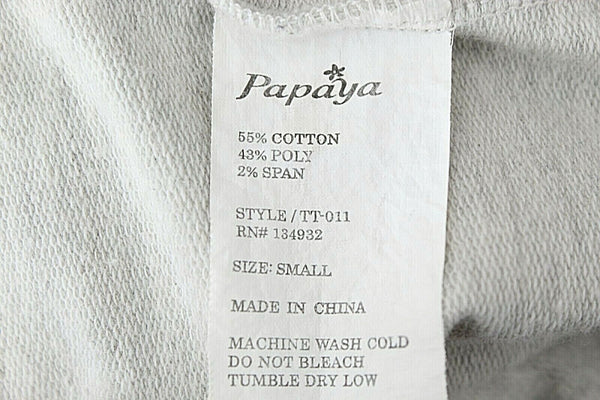 Papaya
55% COTTON
43% POLY
2% SPAN
STYLE / TT-011
RN# 134932
SIZE: SMALL
MADE IN CHINA
MACHINE WASH COLD
DO NOT BLEACH
TUMBLE DRY LOW